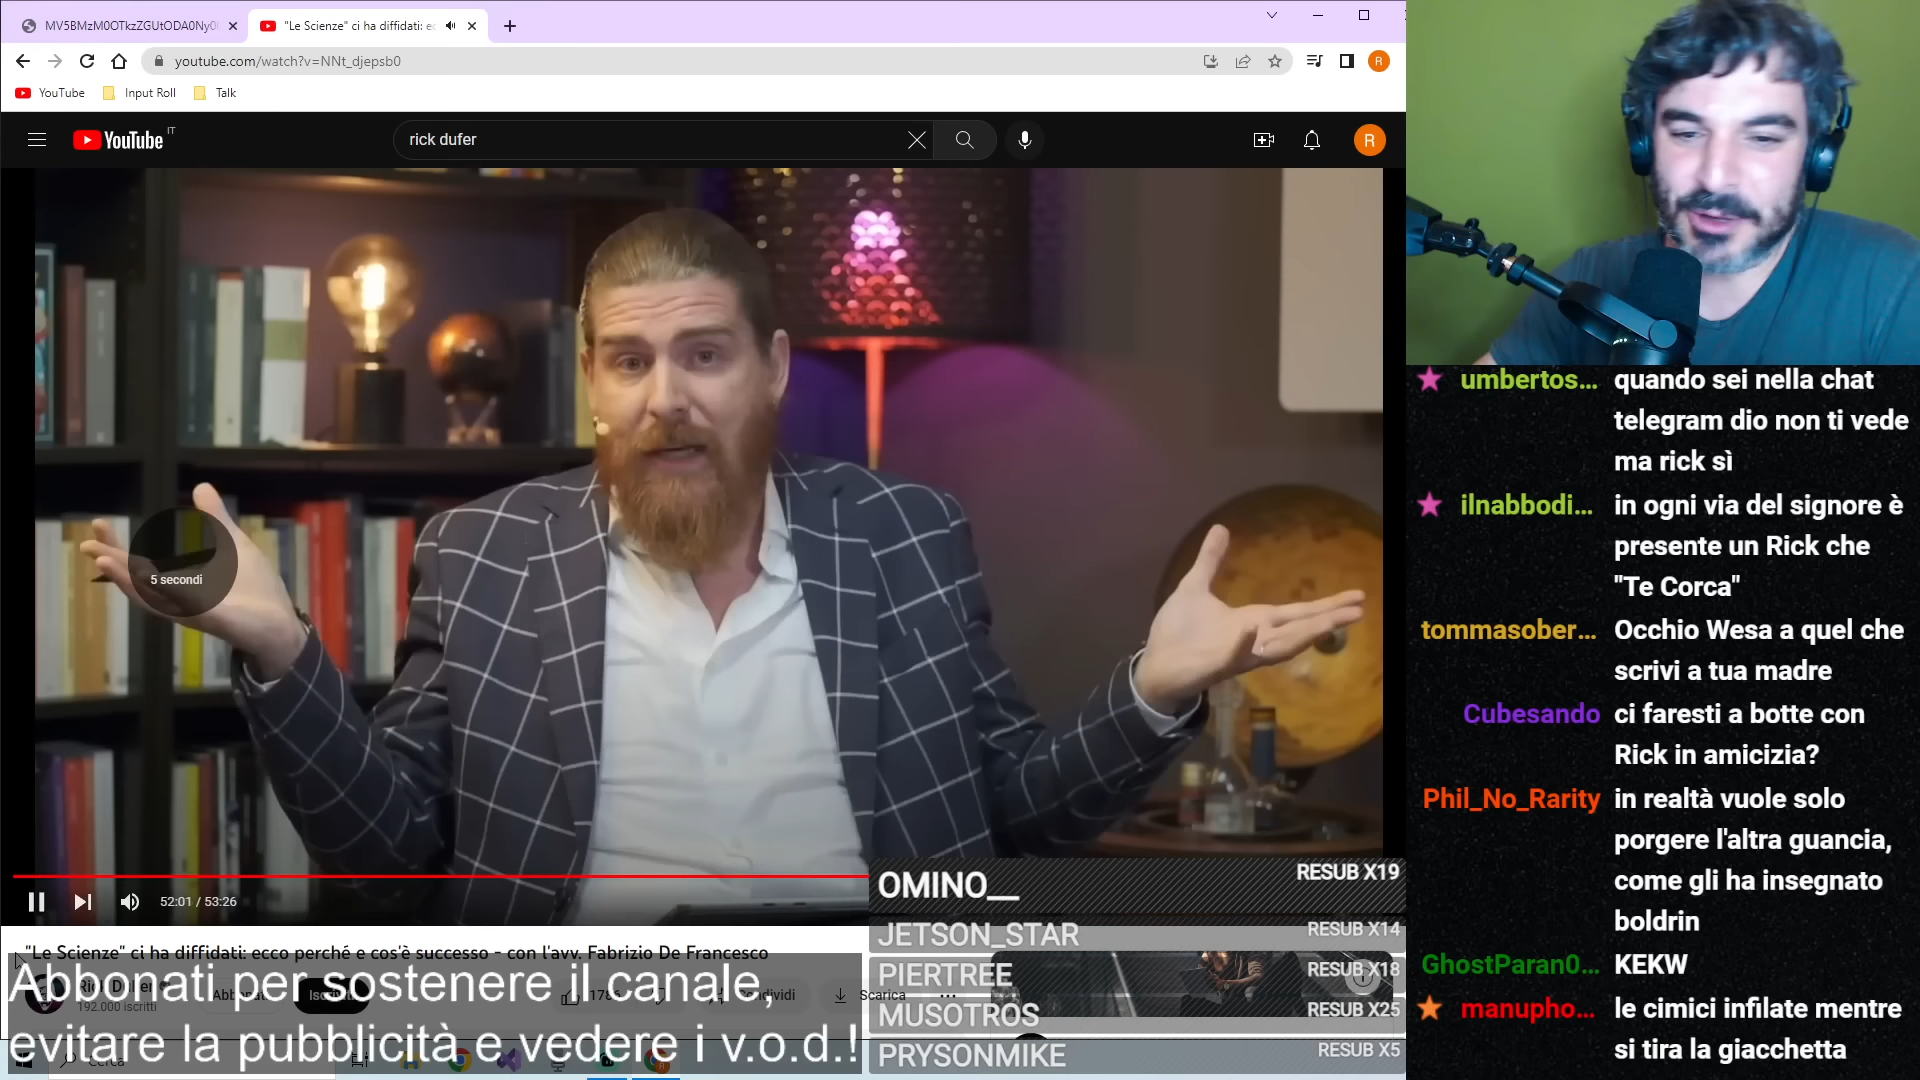 MV5BMzM0OTkzZGUtODA0Ny0
"Le Scienze" ci ha diffidati: ec
youtube.com/watch?v=NNt_djepsb0
R
YouTube
Input Roll
Talk
YouTube IT
rick dufer
R
5 secondi
52:01 / 53:26
"Le Scienze" ci ha diffidati: ecco perché e cos'è successo - con l'avv. Fabrizio De Francesco
Rick Dufer
192.000 iscritti
Scarica
Abbonati per sostenere il canale,
evitare la pubblicità e vedere i v.o.d.!
Cerca
OMINO__ RESUB X19
JETSON_STAR RESUB X14
PIERTREE RESUB X18
MUSOTROS RESUB X25
PRYSONMIKE RESUB X5
umbertos... quando sei nella chat
telegram dio non ti vede
ma rick sì
ilnabbodi... in ogni via del signore è
presente un Rick che
"Te Corca"
tommasober... Occhio Wesa a quel che
scrivi a tua madre
Cubesando ci faresti a botte con
Rick in amicizia?
Phil_No_Rarity in realtà vuole solo
porgere l'altra guancia,
come gli ha insegnato
boldrin
GhostParan0... KEKW
manupho... le cimici infilate mentre
si tira la giacchetta